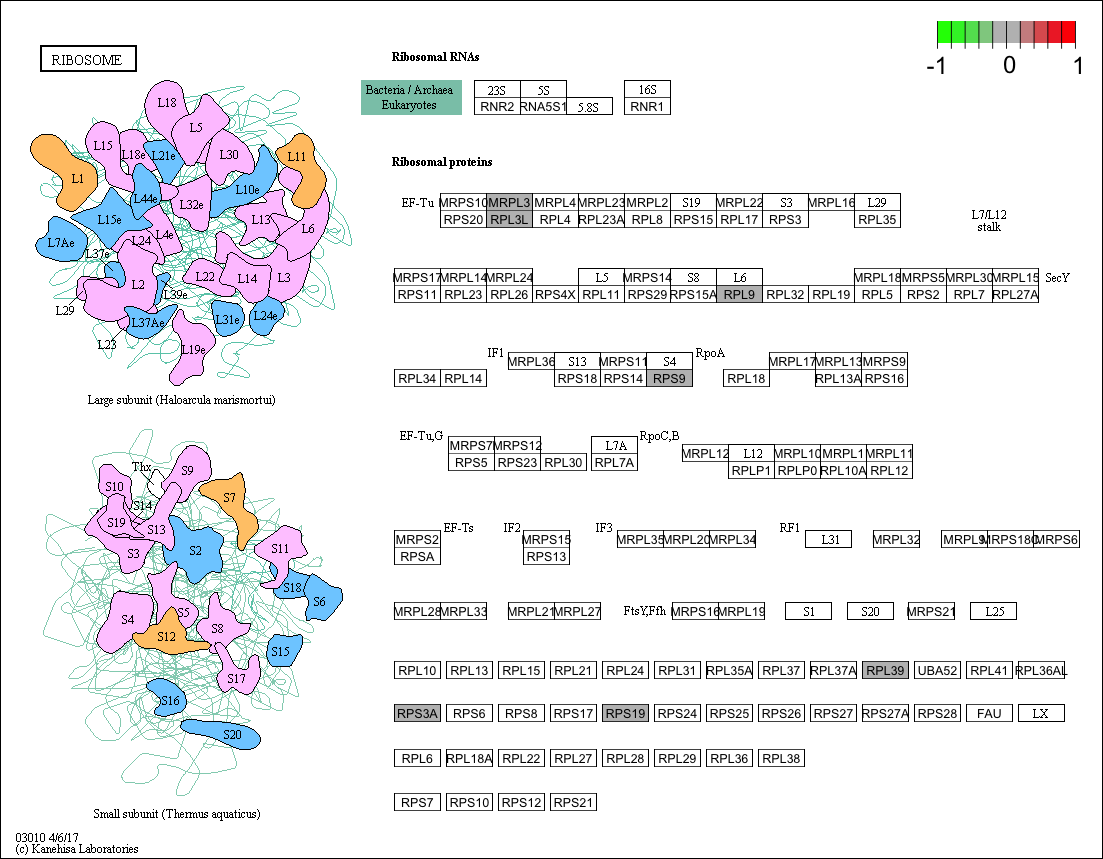 RIBOSOME
L18
L5
L15
L18e
L21e
L30
L11
L1
L44e
L10e
L32e
L15e
L13
L6
L7Ae
L24
L4e
L37e
L2
L22
L14
L3
L39e
L29
L37Ae
L31e
L24e
L23
L19e
Large subunit (Haloarcula marismortui)
Thx
S9
S10
S7
S14
S19
S13
S3
S2
S11
S18
S6
S4
S5
S8
S12
S15
S17
S16
S20
Small subunit (Thermus aquaticus)
03010 4/6/17
(c) Kanehisa Laboratories
-1 0 1
Ribosomal RNAs
Bacteria / Archaea 23S 5S 16S
Eukaryotes RNR2 RNA5S1 5.8S RNR1
Ribosomal proteins
EF-Tu MRPS10 MRPL3 MRPL4 MRPL23 MRPL2 S19 MRPL22 S3 MRPL16 L29
RPS20 RPL3L RPL4 RPL23A RPL8 RPS15 RPL17 RPS3 RPL35
L7/L12
stalk
MRPS17 MRPL14 MRPL24 L5 MRPS14 S8 L6 MRPL18 MRPS5 MRPL30 MRPL15 SecY
RPS11 RPL23 RPL26 RPS4X RPL11 RPS29 RPS15A RPL9 RPL32 RPL19 RPL5 RPS2 RPL7 RPL27A
IF1 MRPL36 S13 MRPS11 S4 RpoA MRPL17 MRPL13 MRPS9
RPL34 RPL14 RPS18 RPS14 RPS9 RPL18 RPL13A RPS16
EF-Tu,G MRPS7 MRPS12 L7A RpoC,B MRPL12 L12 MRPL10 MRPL1 MRPL11
RPS5 RPS23 RPL30 RPL7A RPLP1 RPLP0 RPL10A RPL12
MRPS2 EF-Ts IF2 MRPS15 IF3 MRPL35 MRPL20 MRPL34 RF1 L31 MRPL32 MRPL9 MRPS18C MRPS6
RPSA RPS13
MRPL28 MRPL33 MRPL21 MRPL27 FtsY,Ffh MRPS16 MRPL19 S1 S20 MRPS21 L25
RPL10 RPL13 RPL15 RPL21 RPL24 RPL31 RPL35A RPL37 RPL37A RPL39 UBA52 RPL41 RPL36AL
RPS3A RPS6 RPS8 RPS17 RPS19 RPS24 RPS25 RPS26 RPS27 RPS27A RPS28 FAU LX
RPL6 RPL18A RPL22 RPL27 RPL28 RPL29 RPL36 RPL38
RPS7 RPS10 RPS12 RPS21